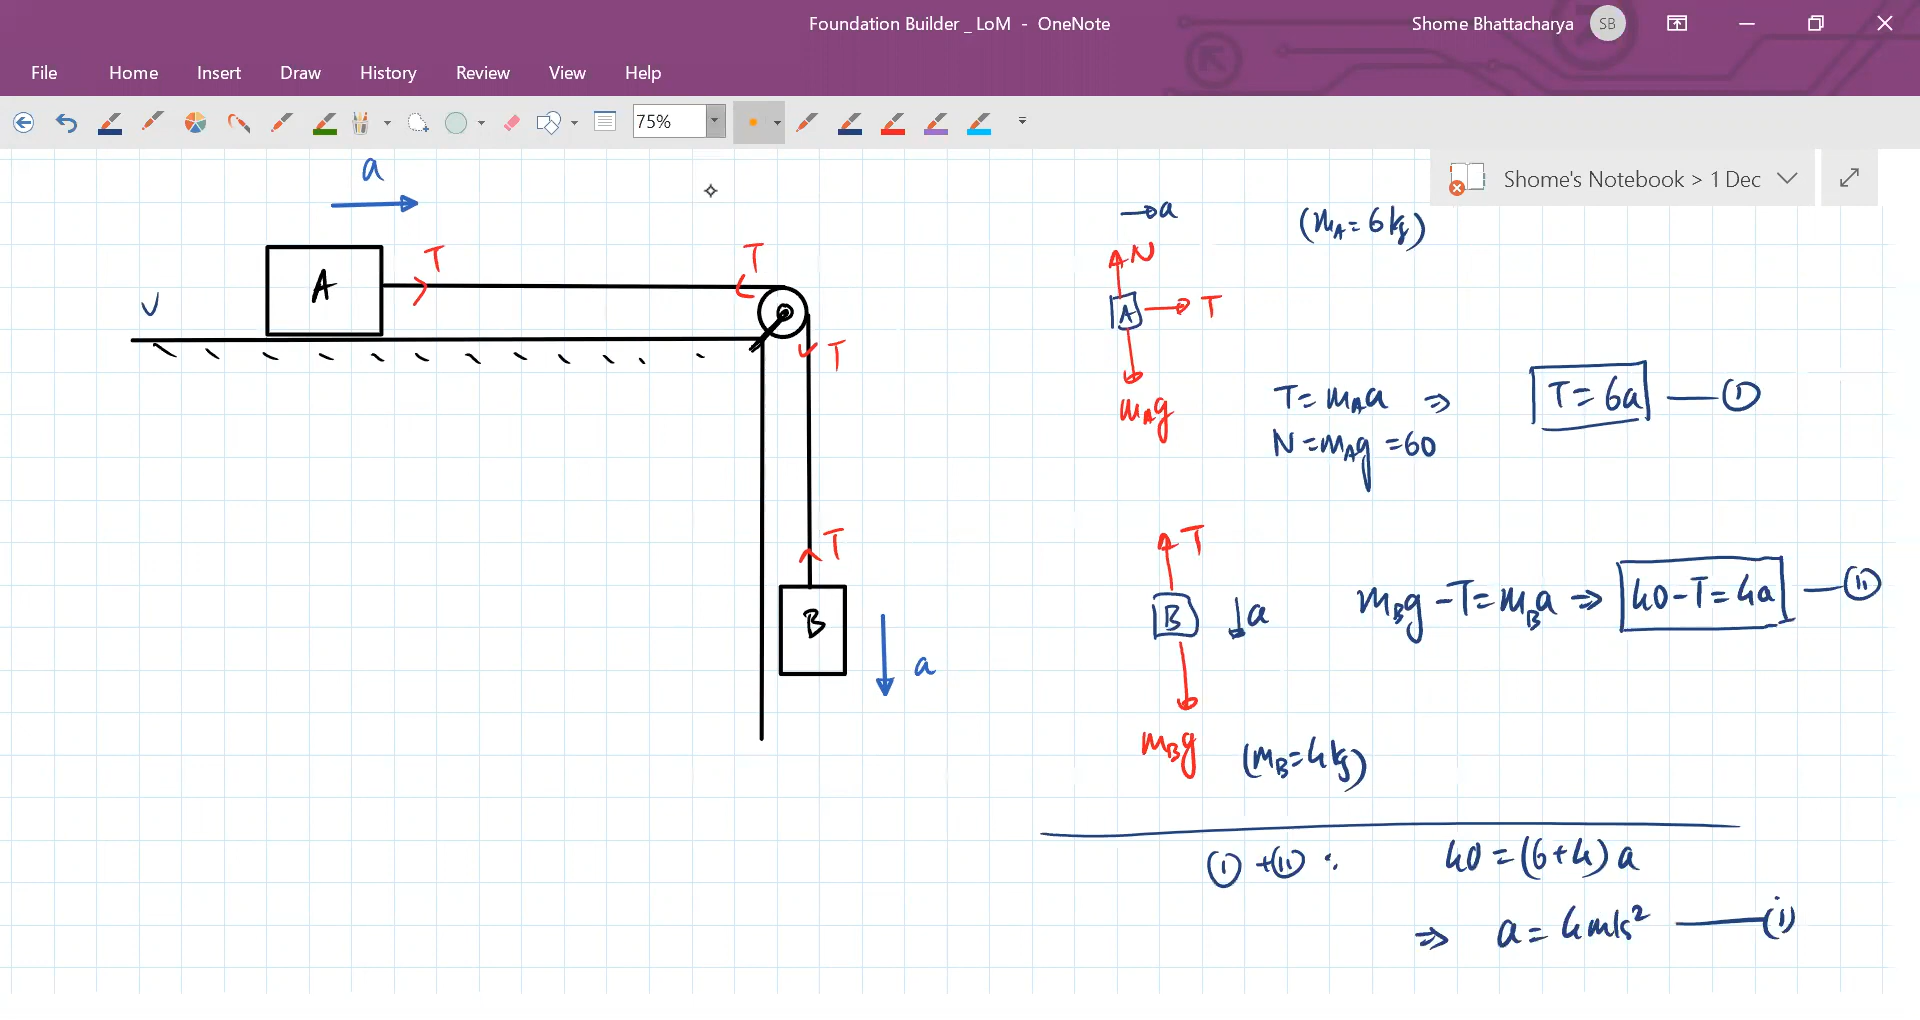 Foundation Builder _ LoM - OneNote
Shome Bhattacharya SB
File Home Insert Draw History Review View Help
75%
Shome's Notebook > 1 Dec
a
A
T
T
T
T
B
a
→a
(mA = 6kg)
N
A
T
mAg
T = mAa ⇒ T = 6a — (i)
N = mAg = 60
T
B
a
mBg - T = mBa ⇒ 40 - T = 4a — (ii)
mBg
(mB = 4kg)
(i) + (ii) : 40 = (6+4) a
⇒ a = 4m/s² — (i)